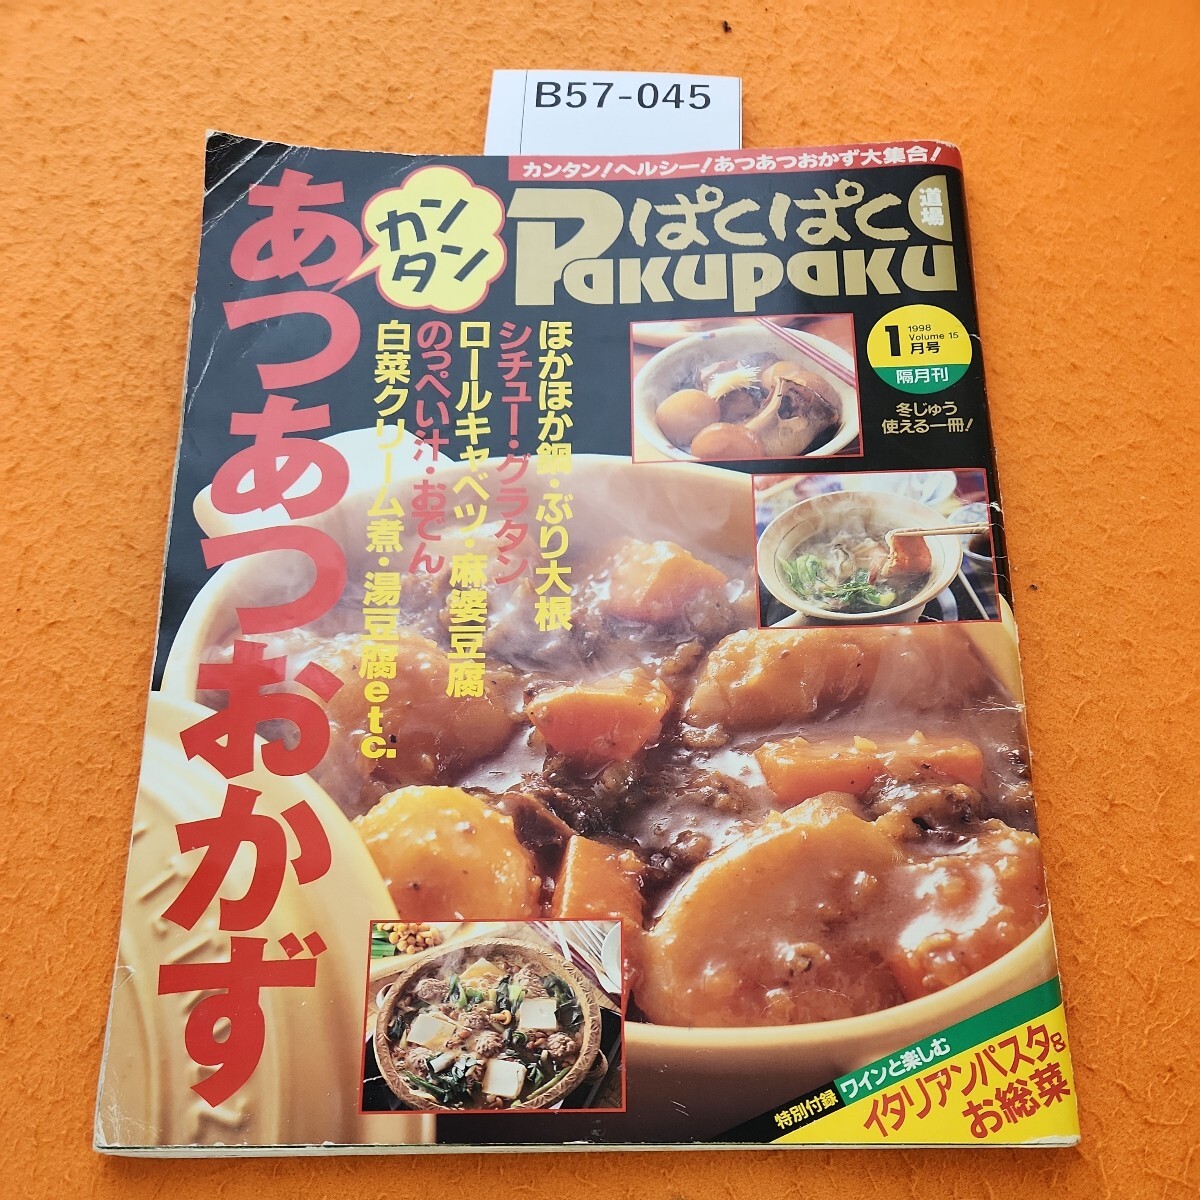 B57-045
カンタン!ヘルシー!あつあつおかず大集合!
ぱくぱく
道場
Pakupaku
カンタン
あつあつおかず
1月号
1998
Volume 15
隔月刊
冬じゅう
使える一冊!
ほかほか鍋・ぶり大根
シチュー・グラタン
ロールキャベツ・麻婆豆腐
のっぺい汁・おでん
白菜クリーム煮・湯豆腐etc.
特別付録
ワインと楽しむ
イタリアンパスタ&
お総菜